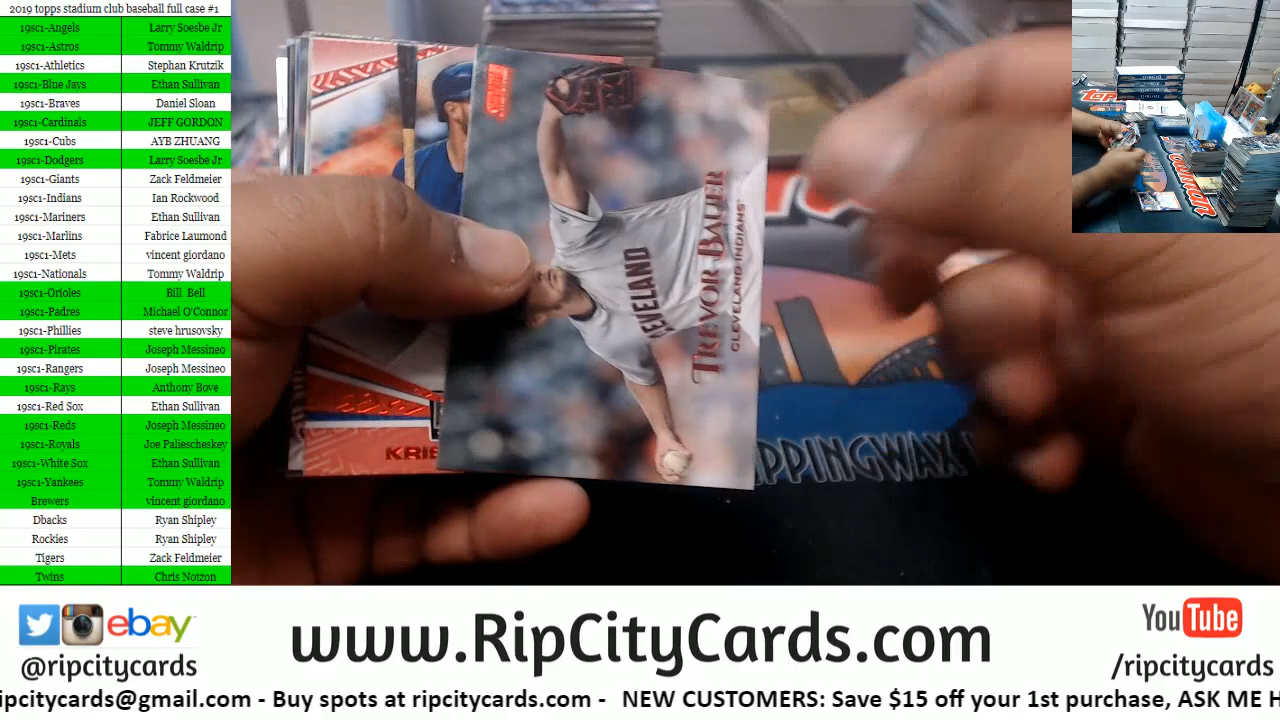 2019 topps stadium club baseball full case #1
19sc1-Angels Larry Soesbe Jr
19sc1-Astros Tommy Waldrip
19sc1-Athletics Stephan Krutzik
19sc1-Blue Jays Ethan Sullivan
19sc1-Braves Daniel Sloan
19sc1-Cardinals JEFF GORDON
19sc1-Cubs AYB ZHUANG
19sc1-Dodgers Larry Soesbe Jr
19sc1-Giants Zack Feldmeier
19sc1-Indians Ian Rockwood
19sc1-Mariners Ethan Sullivan
19sc1-Marlins Fabrice Laumond
19sc1-Mets vincent giordano
19sc1-Nationals Tommy Waldrip
19sc1-Orioles Bill Bell
19sc1-Padres Michael O'Connor
19sc1-Phillies steve hrusovsky
19sc1-Pirates Joseph Messineo
19sc1-Rangers Joseph Messineo
19sc1-Rays Anthony Bove
19sc1-Red Sox Ethan Sullivan
19sc1-Reds Joseph Messineo
19sc1-Royals Joe Paliescheskey
19sc1-White Sox Ethan Sullivan
19sc1-Yankees Tommy Waldrip
Brewers vincent giordano
Dbacks Ryan Shipley
Rockies Ryan Shipley
Tigers Zack Feldmeier
Twins Chris Notzon
TREVOR BAUER
CLEVELAND INDIANS
CLEVELAND
KRIS
IPPINGWAX
ebay
@ripcitycards
www.RipCityCards.com
YouTube
/ripcitycards
ipcitycards@gmail.com - Buy spots at ripcitycards.com - NEW CUSTOMERS: Save $15 off your 1st purchase, ASK ME H